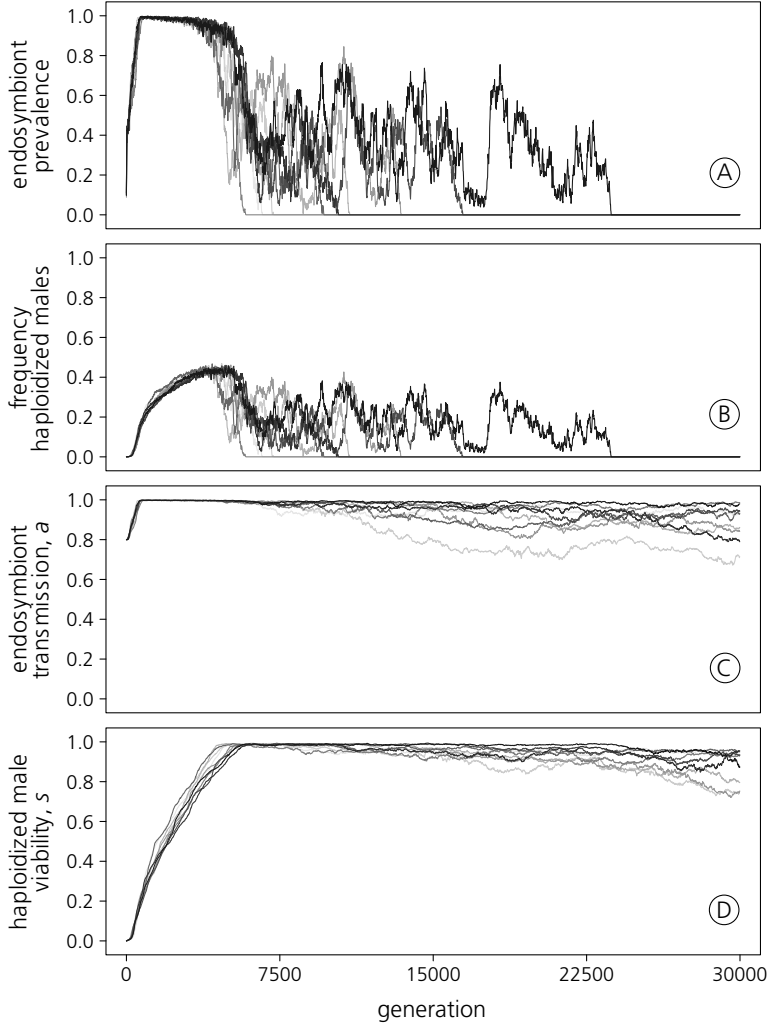 endosymbiont
prevalence
1.0
0.8
0.6
0.4
0.2
0.0
A
frequency
haploidized males
1.0
0.8
0.6
0.4
0.2
0.0
B
endosymbiont
transmission, a
1.0
0.8
0.6
0.4
0.2
0.0
C
haploidized male
viability, s
1.0
0.8
0.6
0.4
0.2
0.0
D
0 7500 15000 22500 30000
generation